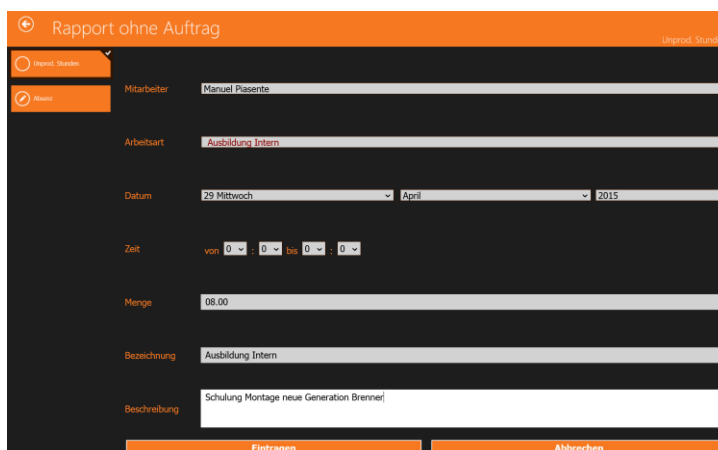 Rapport ohne Auftrag
Unprod. Stund
Unprod. Stunden
Absenz
Mitarbeiter Manuel Piasente
Arbeitsart Ausbildung Intern
Datum 29 Mittwoch April 2015
Zeit von 0 : 0 bis 0 : 0
Menge 08.00
Bezeichnung Ausbildung Intern
Beschreibung Schulung Montage neue Generation Brenner
Eintragen Abbrechen